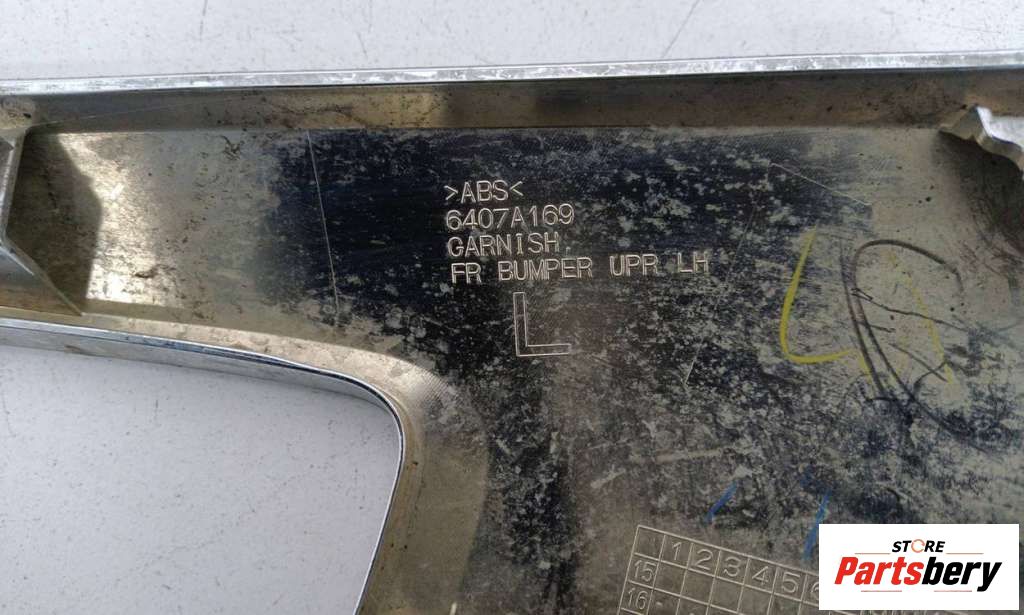 >ABS<
6407A169
GARNISH.
FR BUMPER UPR LH
L
1 2 3 4 5 6
15
16
STORE
Partsbery